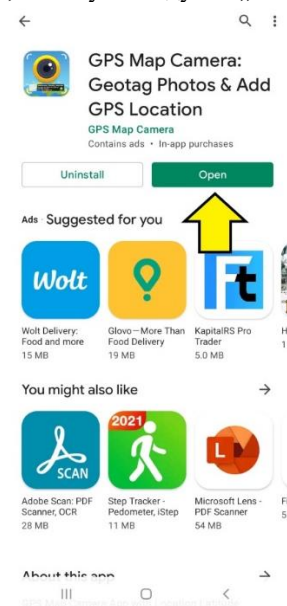 GPS Map Camera:
Geotag Photos & Add
GPS Location
GPS Map Camera
Contains ads • In-app purchases
Uninstall
Open
Ads · Suggested for you
Wolt
Ft
Wolt Delivery:
Food and more
15 MB
Glovo－More Than
Food Delivery
19 MB
KapitalRS Pro
Trader
5.0 MB
H
1
You might also like
SCAN
2021
L
Adobe Scan: PDF
Scanner, OCR
28 MB
Step Tracker -
Pedometer, iStep
11 MB
Microsoft Lens -
PDF Scanner
54 MB
F
5
About this app